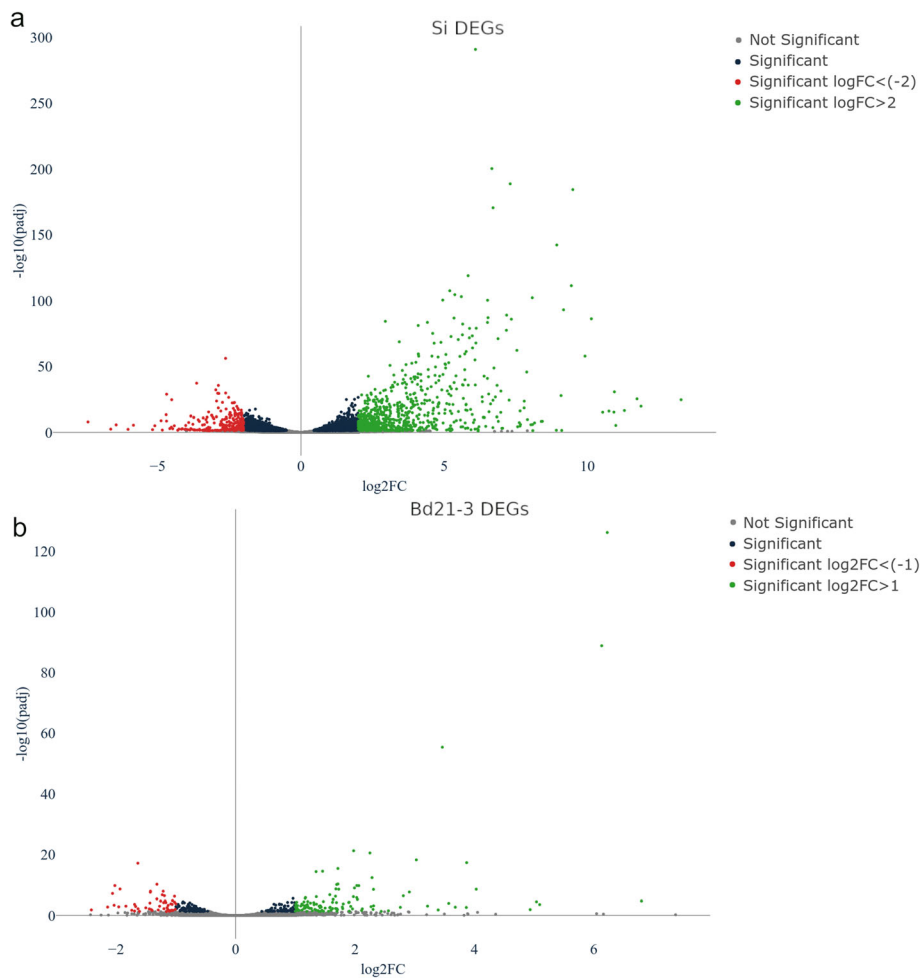 a
Si DEGs
Not Significant
Significant
Significant logFC<(-2)
Significant logFC>2
300
250
200
150
100
50
0
-log10(padj)
−5
0
5
10
log2FC
b
Bd21-3 DEGs
Not Significant
Significant
Significant log2FC<(-1)
Significant log2FC>1
120
100
80
60
40
20
0
-log10(padj)
−2
0
2
4
6
log2FC